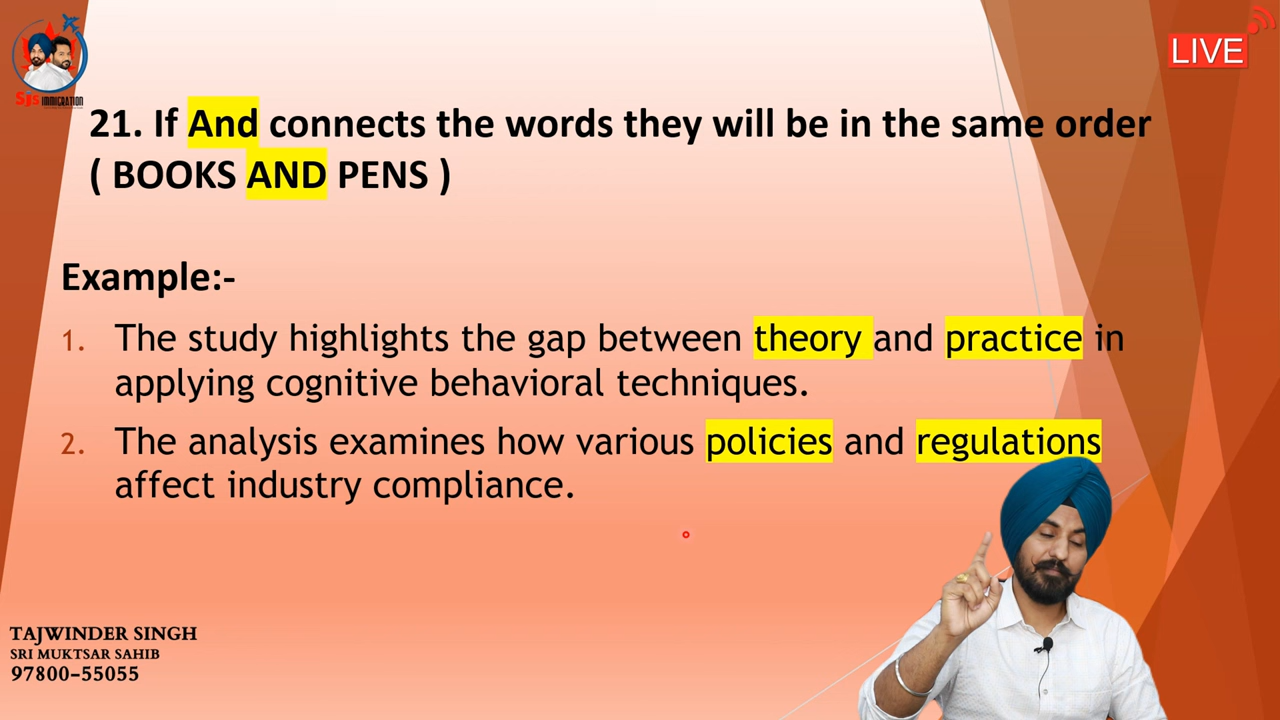 SJS IMMIGRATION
LIVE
21. If And connects the words they will be in the same order
( BOOKS AND PENS )
Example:-
1. The study highlights the gap between theory and practice in
applying cognitive behavioral techniques.
2. The analysis examines how various policies and regulations
affect industry compliance.
TAJWINDER SINGH
SRI MUKTSAR SAHIB
97800-55055